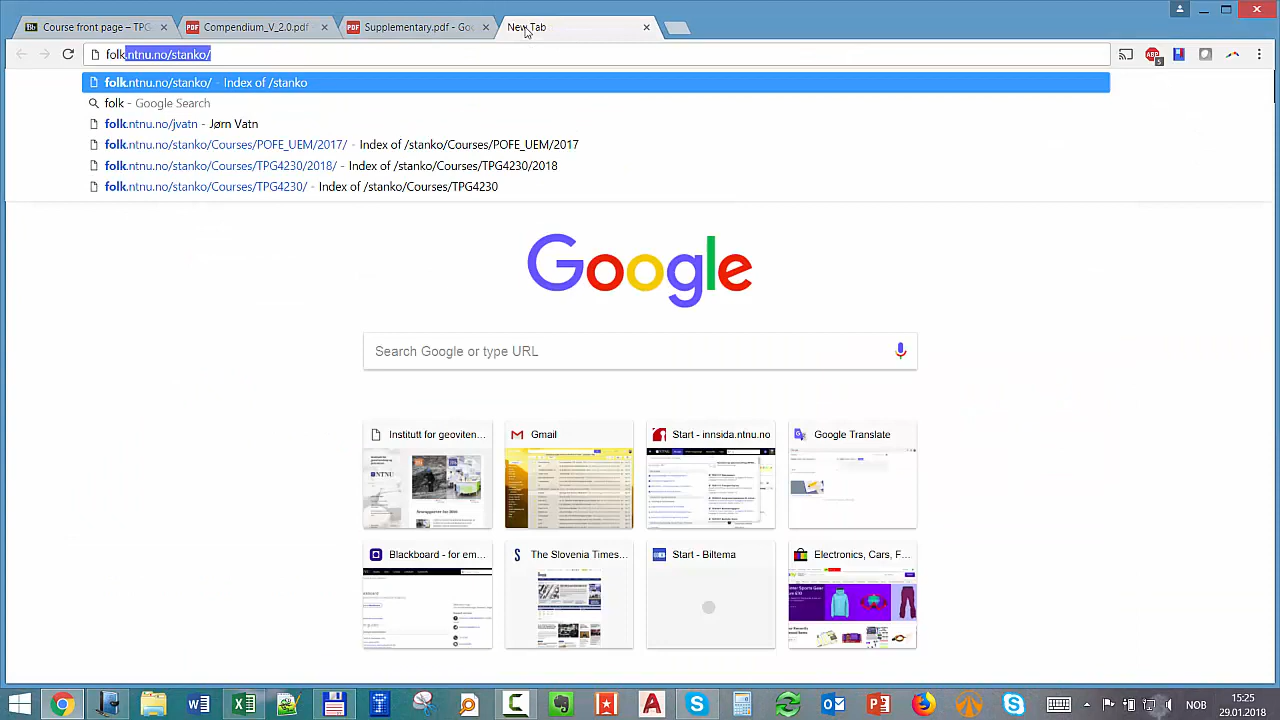 Course front page – TPG
Compendium_V_2.0.pdf
Supplementary.pdf - Goo
New Tab
folk.ntnu.no/stanko/
folk.ntnu.no/stanko/ - Index of /stanko
folk - Google Search
folk.ntnu.no/jvatn - Jørn Vatn
folk.ntnu.no/stanko/Courses/POFE_UEM/2017/ - Index of /stanko/Courses/POFE_UEM/2017
folk.ntnu.no/stanko/Courses/TPG4230/2018/ - Index of /stanko/Courses/TPG4230/2018
folk.ntnu.no/stanko/Courses/TPG4230/ - Index of /stanko/Courses/TPG4230
Google
Search Google or type URL
Institutt for geoviten...
Gmail
Start - innsida.ntnu.no
Google Translate
Blackboard - for em...
The Slovenia Times...
Start - Biltema
Electronics, Cars, F...
NOB
15:25
29.01.2018